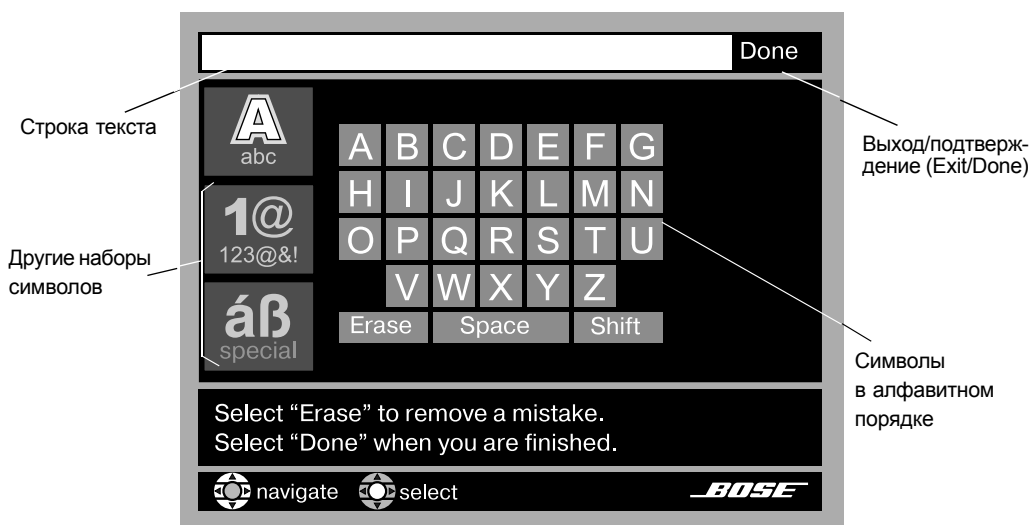 Done
Строка текста
A
abc
Выход/подтверж-
дение (Exit/Done)
A B C D E F G
H I J K L M N
1@
123@&!
O P Q R S T U
Другие наборы
символов
V W X Y Z
áß
special
Erase Space Shift
Символы
в алфавитном
порядке
Select “Erase” to remove a mistake.
Select “Done” when you are finished.
navigate select
BOSE